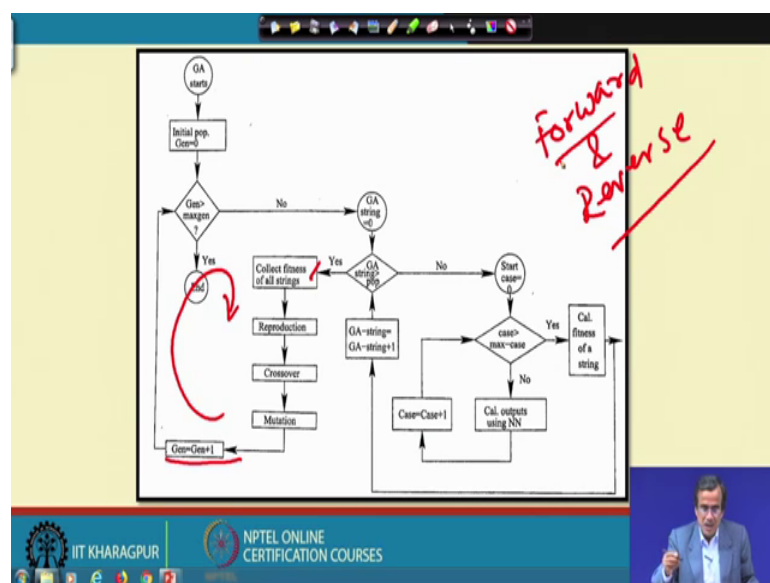 GA
starts
Initial pop.
Gen=0
Gen>
maxgen
?
No
Yes
End
GA
string
=0
GA
string>
pop
Yes
No
Collect fitness
of all strings
Reproduction
Crossover
Mutation
Gen=Gen+1
GA-string=
GA-string+1
Start
case=
0
case>
max-case
Yes
No
Cal.
fitness
of a
string
Cal. outputs
using NN
Case=Case+1
Forward
&
Reverse
IIT KHARAGPUR
NPTEL ONLINE
CERTIFICATION COURSES